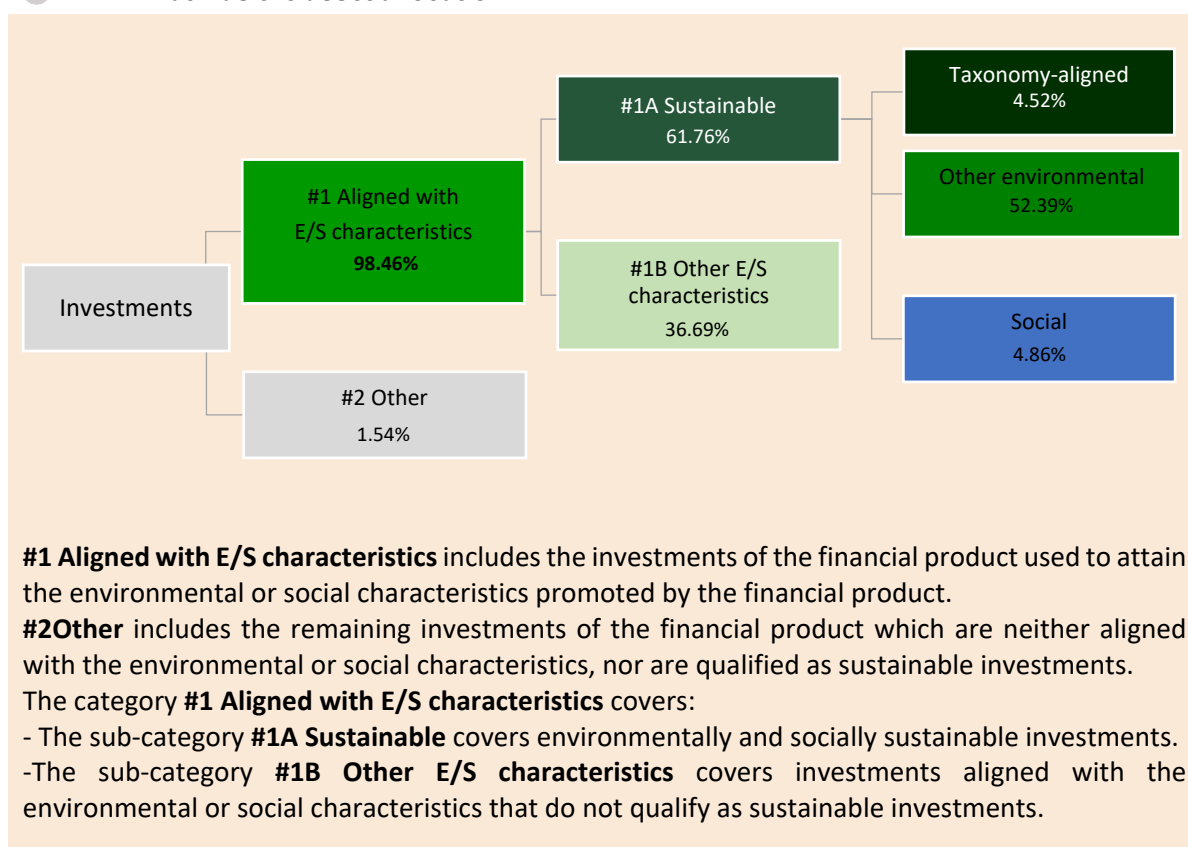 Taxonomy-aligned
4.52%
#1A Sustainable
61.76%
Other environmental
52.39%
#1 Aligned with
E/S characteristics
98.46%
#1B Other E/S
characteristics
36.69%
Investments
Social
4.86%
#2 Other
1.54%
#1 Aligned with E/S characteristics includes the investments of the financial product used to attain
the environmental or social characteristics promoted by the financial product.
#2Other includes the remaining investments of the financial product which are neither aligned
with the environmental or social characteristics, nor are qualified as sustainable investments.
The category #1 Aligned with E/S characteristics covers:
- The sub-category #1A Sustainable covers environmentally and socially sustainable investments.
-The sub-category #1B Other E/S characteristics covers investments aligned with the
environmental or social characteristics that do not qualify as sustainable investments.